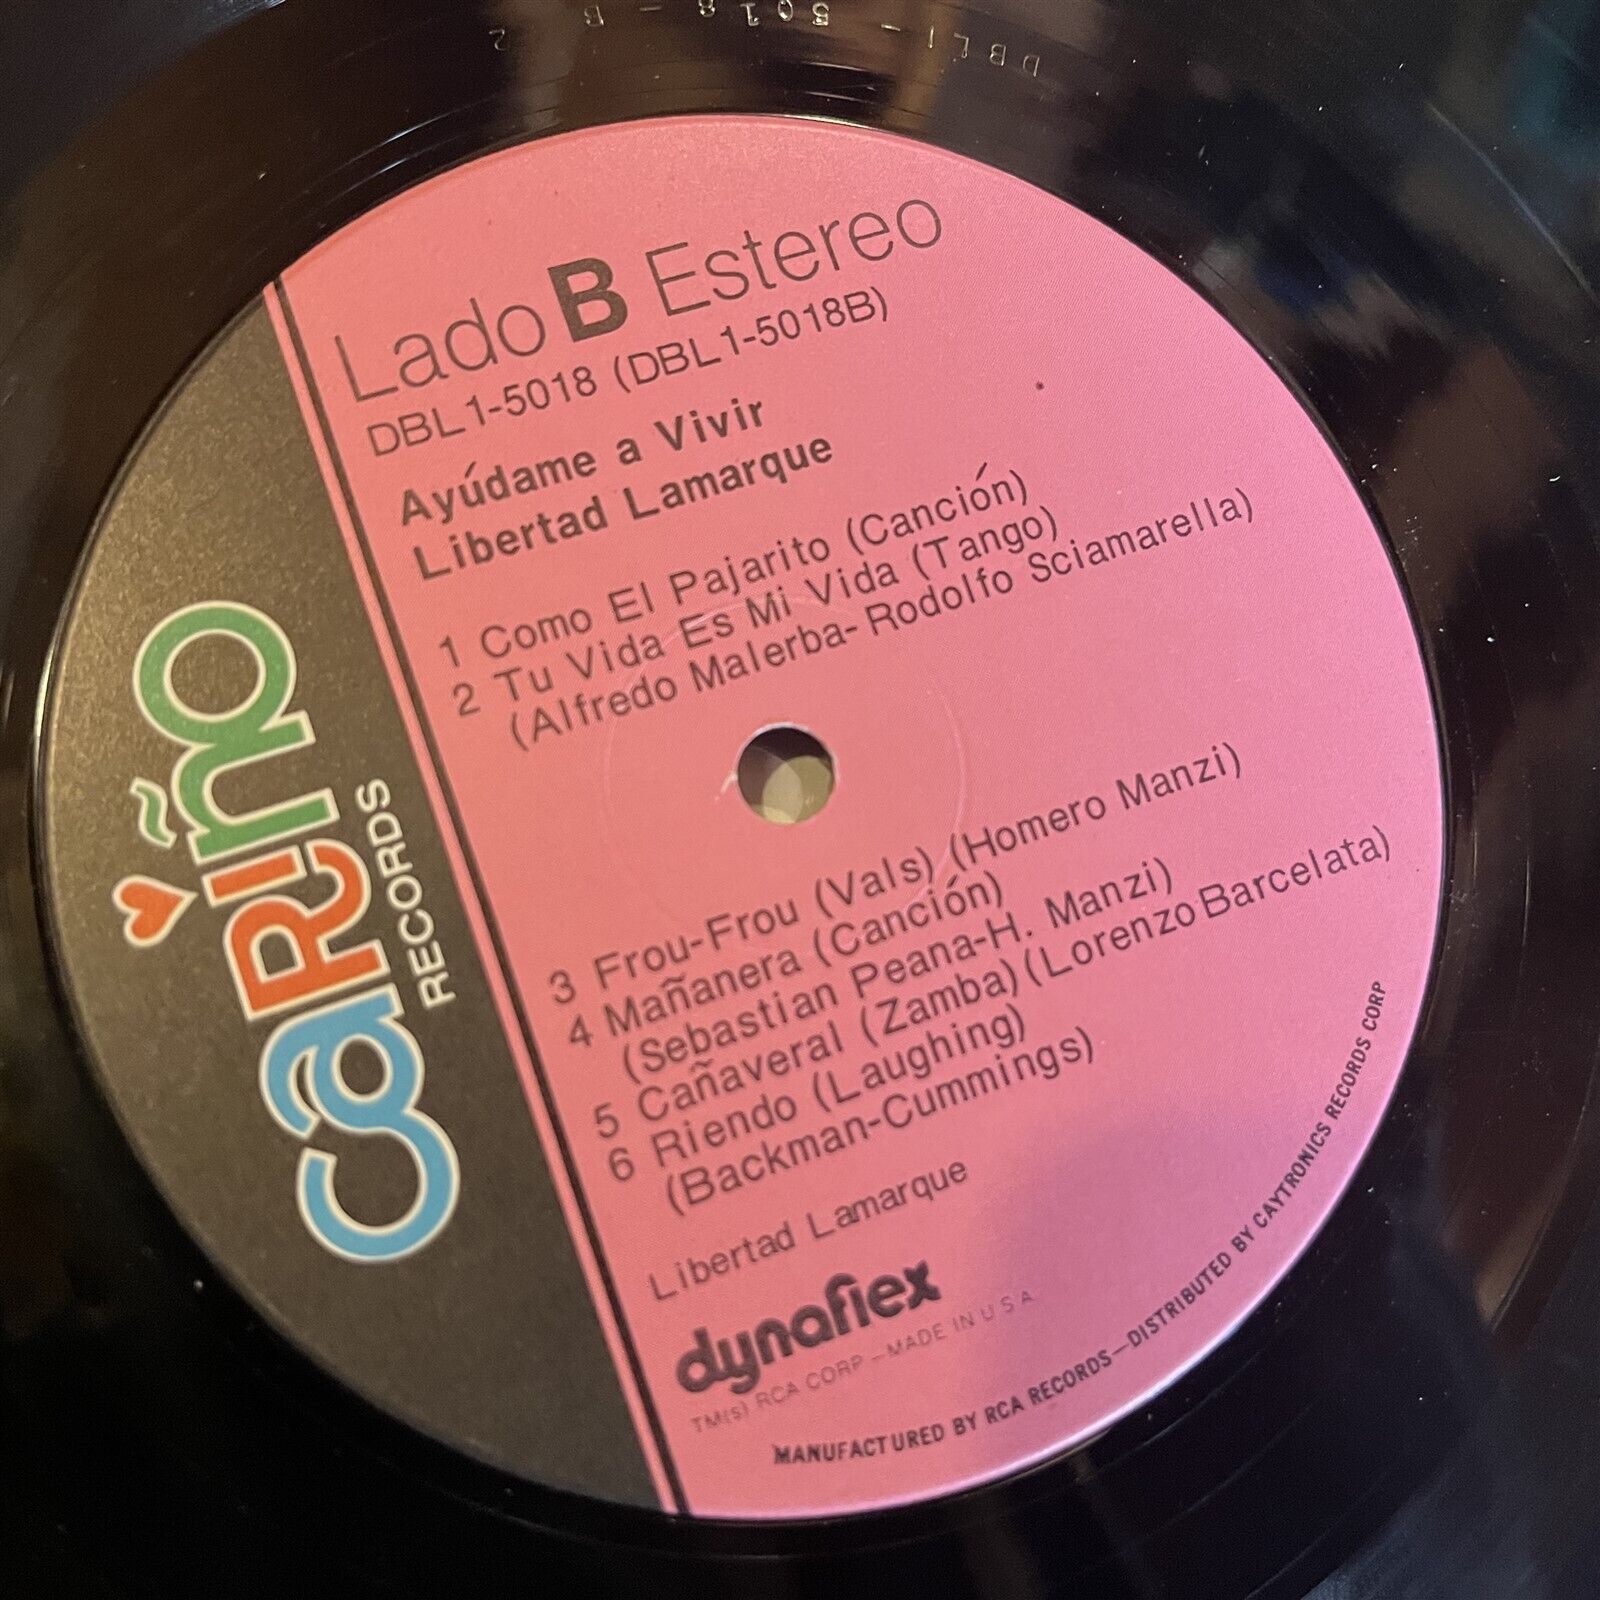 DBL1-5018-B 2
Lado B Estereo
DBL1-5018 (DBL1-5018B)
Ayúdame a Vivir
Libertad Lamarque
1 Como El Pajarito (Canción)
2 Tu Vida Es Mi Vida (Tango)
(Alfredo Malerba-Rodolfo Sciamarella)
3 Frou-Frou (Vals) (Homero Manzi)
4 Mañanera (Canción)
(Sebastian Peana-H. Manzi)
5 Cañaveral (Zamba) (Lorenzo Barcelata)
6 Riendo (Laughing)
(Backman-Cummings)
Libertad Lamarque
dynaflex
TM(s) RCA CORP — MADE IN U S A
MANUFACTURED BY RCA RECORDS—DISTRIBUTED BY CAYTRONICS RECORDS CORP
CARIÑO
RECORDS